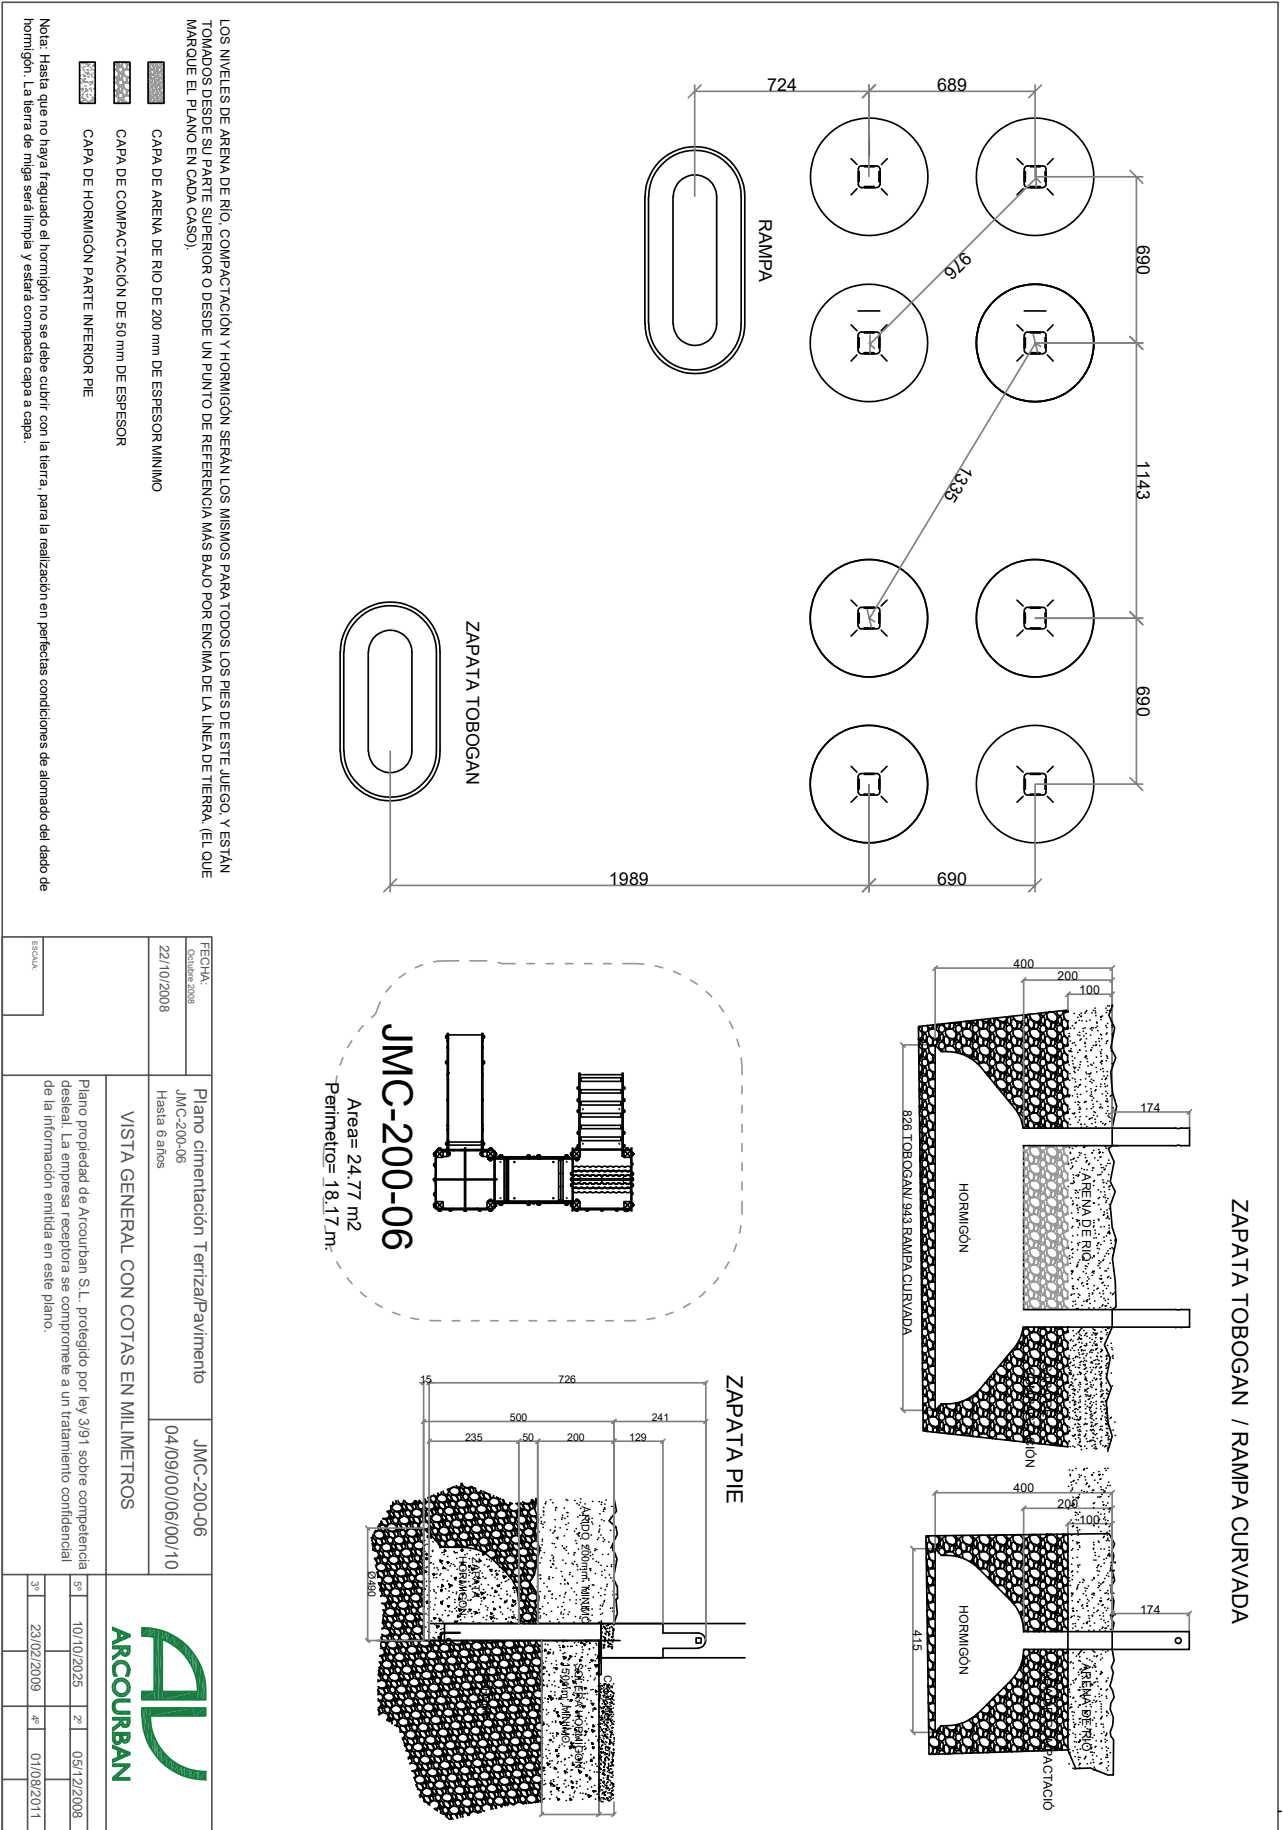 ZAPATA TOBOGAN / RAMPA CURVADA
689
724
690
976
1143
1335
690
690
1989
RAMPA
ZAPATA TOBOGAN
400
200
100
174
ARENA DE RIO
HORMIGÓN
826 TOBOGAN/ 943 RAMPA CURVADA
400
200
100
174
ARENA DE RIO
HORMIGÓN
415
ZAPATA PIE
726
15
500
241
235
50
200
129
ARIDO 200mm. MINIMO
ZAPATA
HORMIGON
Ø490
SOLERA HORMIGON
150mm. MINIMO
JMC-200-06
Area= 24.77 m2
Perimetro= 18.17 m.
LOS NIVELES DE ARENA DE RÍO, COMPACTACIÓN Y HORMIGÓN SERÁN LOS MISMOS PARA TODOS LOS PIES DE ESTE JUEGO, Y ESTÁN
TOMADOS DESDE SU PARTE SUPERIOR O DESDE UN PUNTO DE REFERENCIA MÁS BAJO POR ENCIMA DE LA LÍNEA DE TIERRA. (EL QUE
MARQUE EL PLANO EN CADA CASO).
CAPA DE ARENA DE RIO DE 200 mm DE ESPESOR MINIMO
CAPA DE COMPACTACIÓN DE 50 mm DE ESPESOR
CAPA DE HORMIGÓN PARTE INFERIOR PIE
Nota: Hasta que no haya fraguado el hormigón no se debe cubrir con la tierra, para la realización en perfectas condiciones de alomado del dado de
hormigón. La tierra de miga será limpia y estará compacta capa a capa.
FECHA:
Octubre 2008
22/10/2008
Plano cimentación Terriza/Pavimento
JMC-200-06
Hasta 6 años
JMC-200-06
04/09/00/06/00/10
VISTA GENERAL CON COTAS EN MILIMETROS
Plano propiedad de Arcourban S.L. protegido por ley 3/91 sobre competencia
desleal. La empresa receptora se compromete a un tratamiento confidencial
de la información emitida en este plano.
ESCALA:
ARCOURBAN
5º 10/10/2025 2º 05/12/2008
3º 23/02/2009 4º 01/08/2011